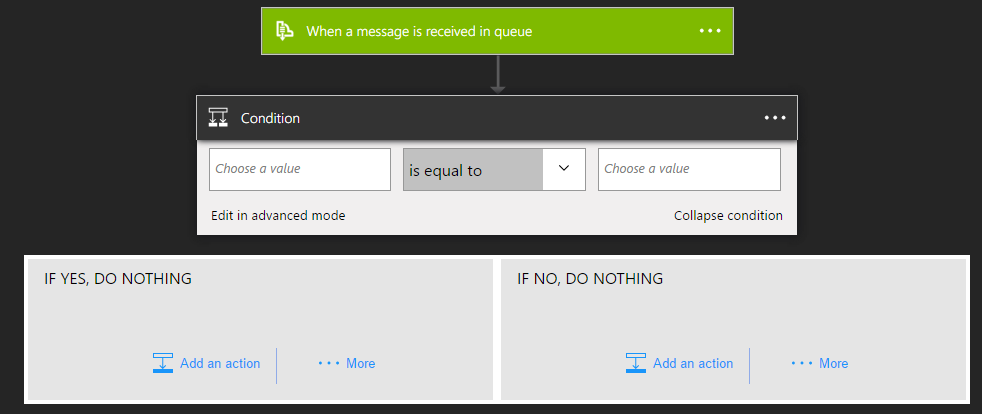 When a message is received in queue
Condition
Choose a value
is equal to
Choose a value
Edit in advanced mode
Collapse condition
IF YES, DO NOTHING
Add an action
More
IF NO, DO NOTHING
Add an action
More